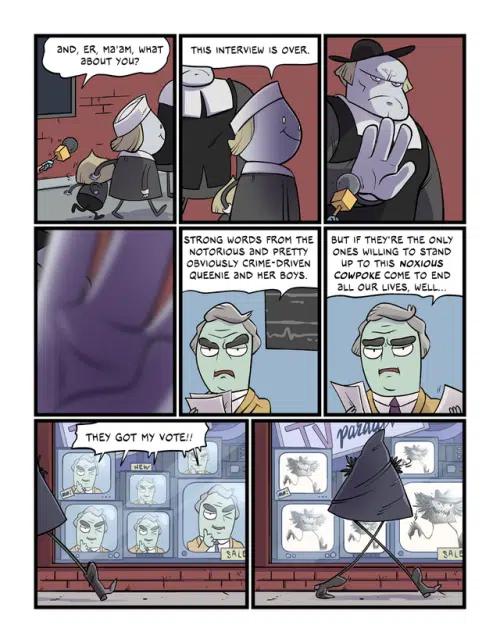 AND, ER, MA'AM, WHAT
ABOUT YOU?
THIS INTERVIEW IS OVER.
STRONG WORDS FROM THE
NOTORIOUS AND PRETTY
OBVIOUSLY CRIME-DRIVEN
QUEENIE AND HER BOYS.
BUT IF THEY'RE THE ONLY
ONES WILLING TO STAND
UP TO THIS NOXIOUS
COWPOKE COME TO END
ALL OUR LIVES, WELL...
THEY GOT MY VOTE!!
NEW
SALE
TV
SALE